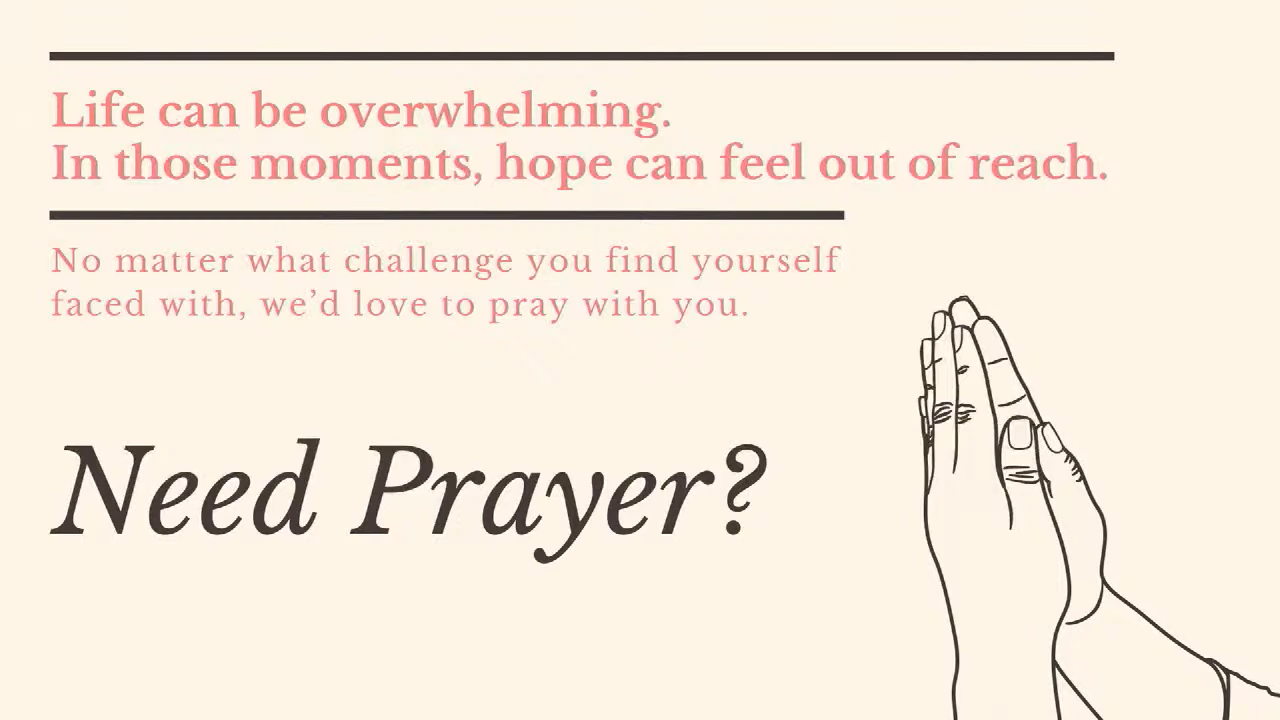 Life can be overwhelming.
In those moments, hope can feel out of reach.
No matter what challenge you find yourself
faced with, we’d love to pray with you.
Need Prayer?